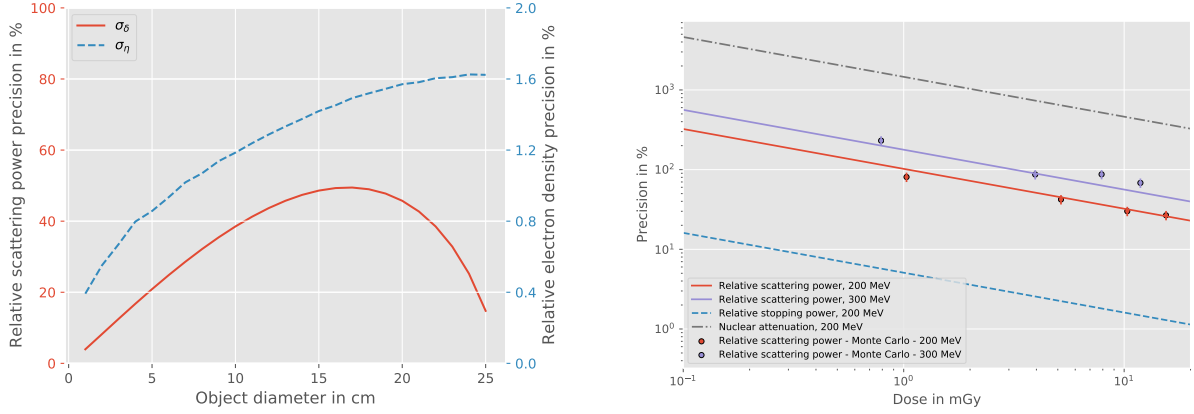 Relative scattering power precision in %
100
80
60
40
20
0
σδ
ση
2.0
1.6
1.2
0.8
0.4
0.0
Relative electron density precision in %
0 5 10 15 20 25
Object diameter in cm
Precision in %
10³
10²
10¹
10⁰
Relative scattering power, 200 MeV
Relative scattering power, 300 MeV
Relative stopping power, 200 MeV
Nuclear attenuation, 200 MeV
Relative scattering power - Monte Carlo - 200 MeV
Relative scattering power - Monte Carlo - 300 MeV
10⁻¹ 10⁰ 10¹
Dose in mGy